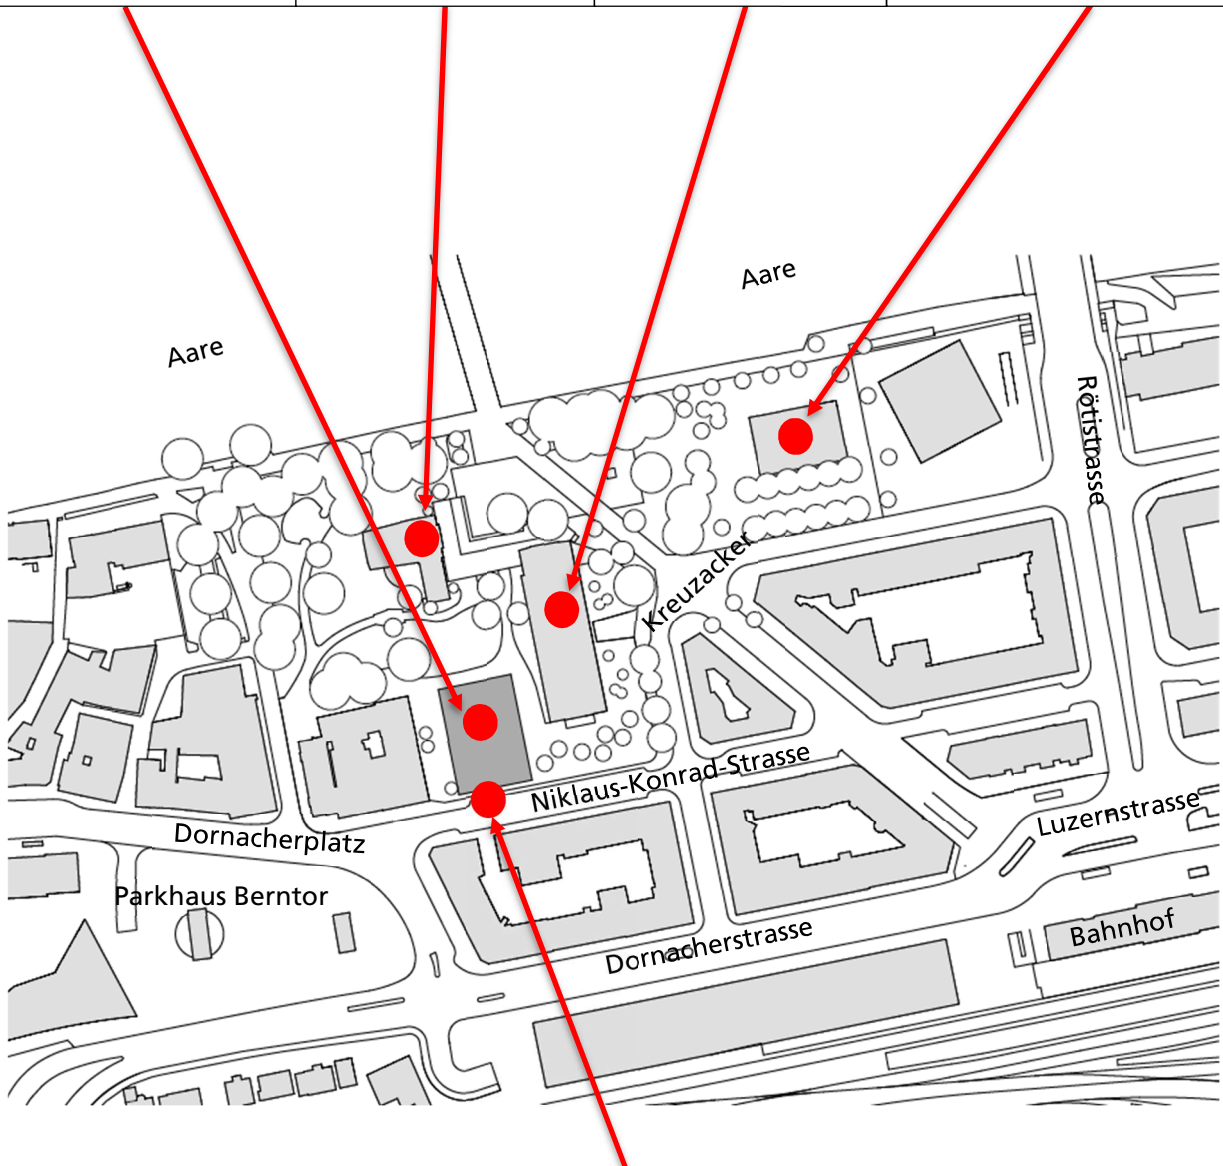 Aare
Aare
Rötistrasse
Kreuzacker
Niklaus-Konrad-Strasse
Luzernstrasse
Dornacherplatz
Parkhaus Berntor
Bahnhof
Dornacherstrasse